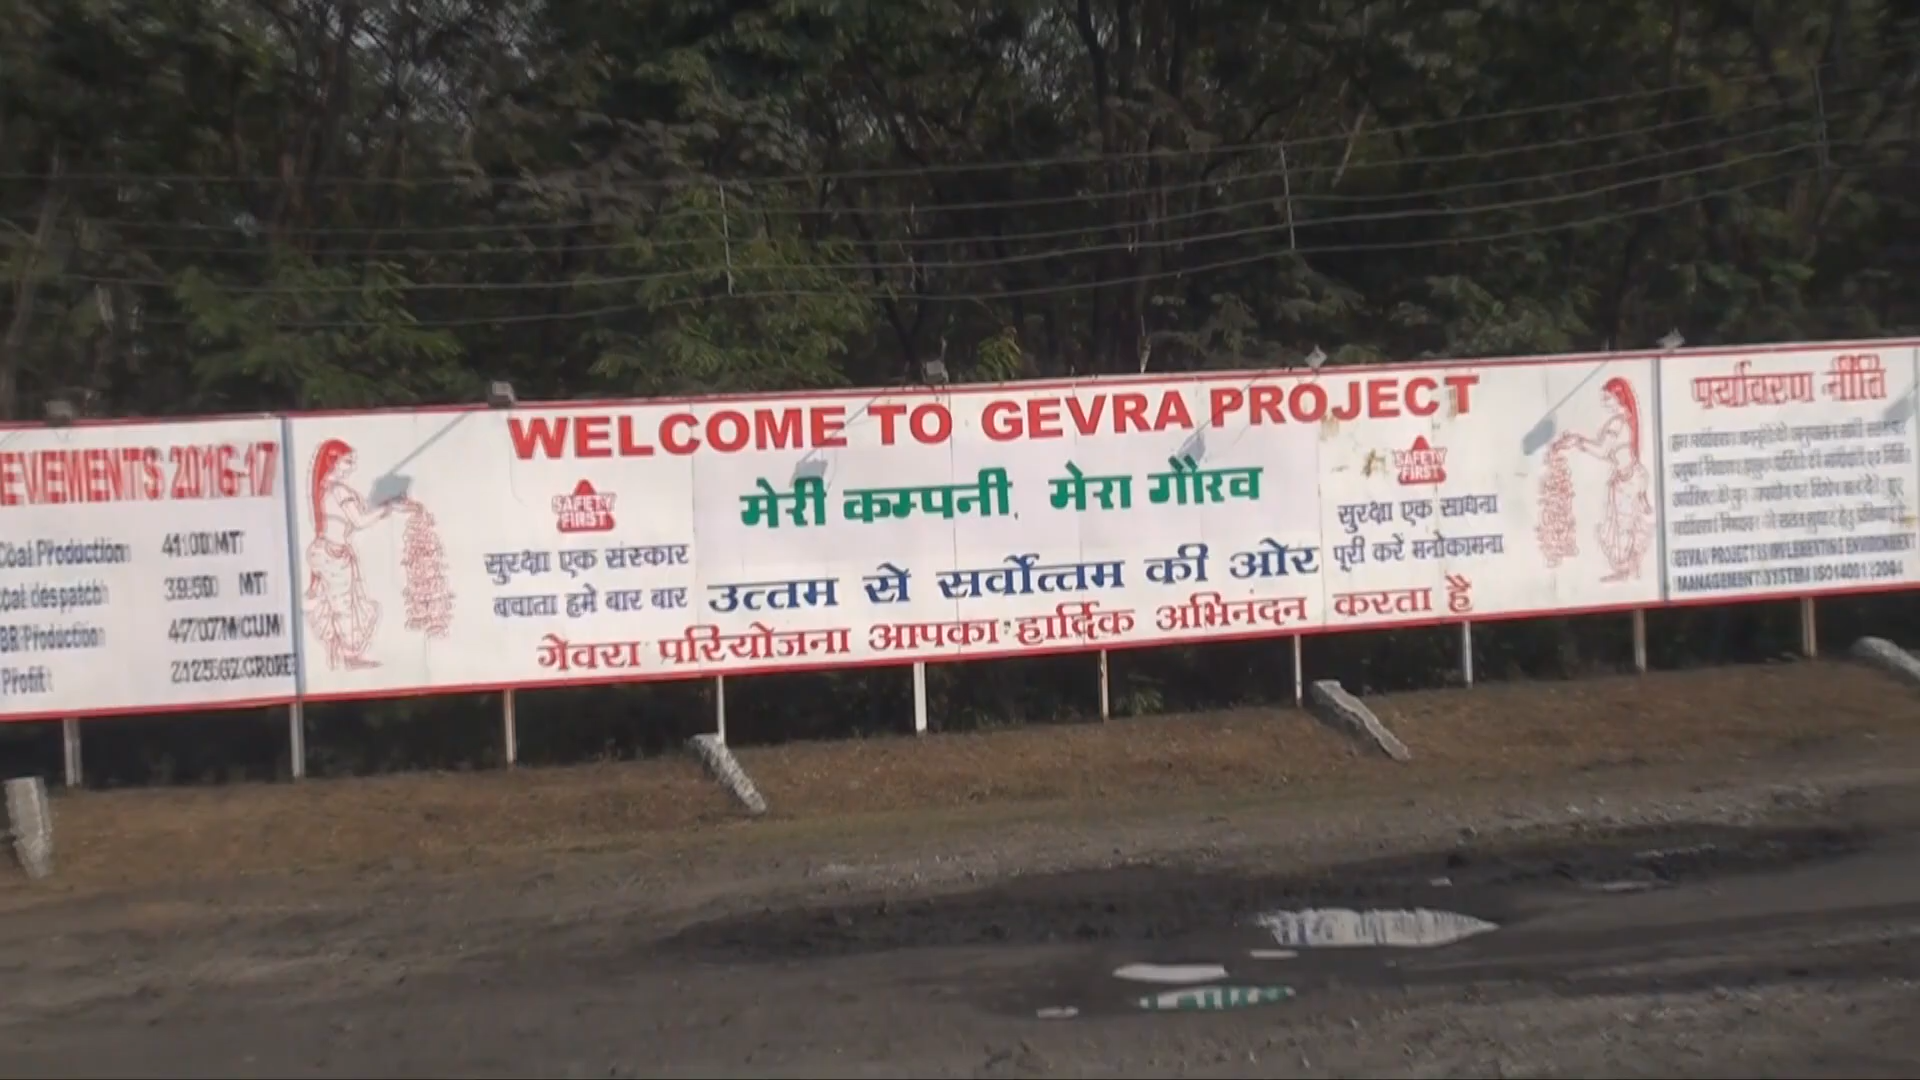 EVEMENTS 2016-17
Coal Production 41.00 MT
Coal despatch 39.50 MT
Production 47.07 M CUM
Profit CRORE
WELCOME TO GEVRA PROJECT
मेरी कम्पनी, मेरा गौरव
SAFETY
FIRST
सुरक्षा एक संस्कार
बचाता हमे बार बार
उत्तम से सर्वोत्तम की ओर
SAFETY
FIRST
सुरक्षा एक साधना
पूरी करें मनोकामना
गेवरा परियोजना आपका हार्दिक अभिनंदन करता है
पर्यावरण नीति
GEVRA PROJECT IS IMPLEMENTING ENVIRONMENT
MANAGEMENT SYSTEM ISO 14001:2004